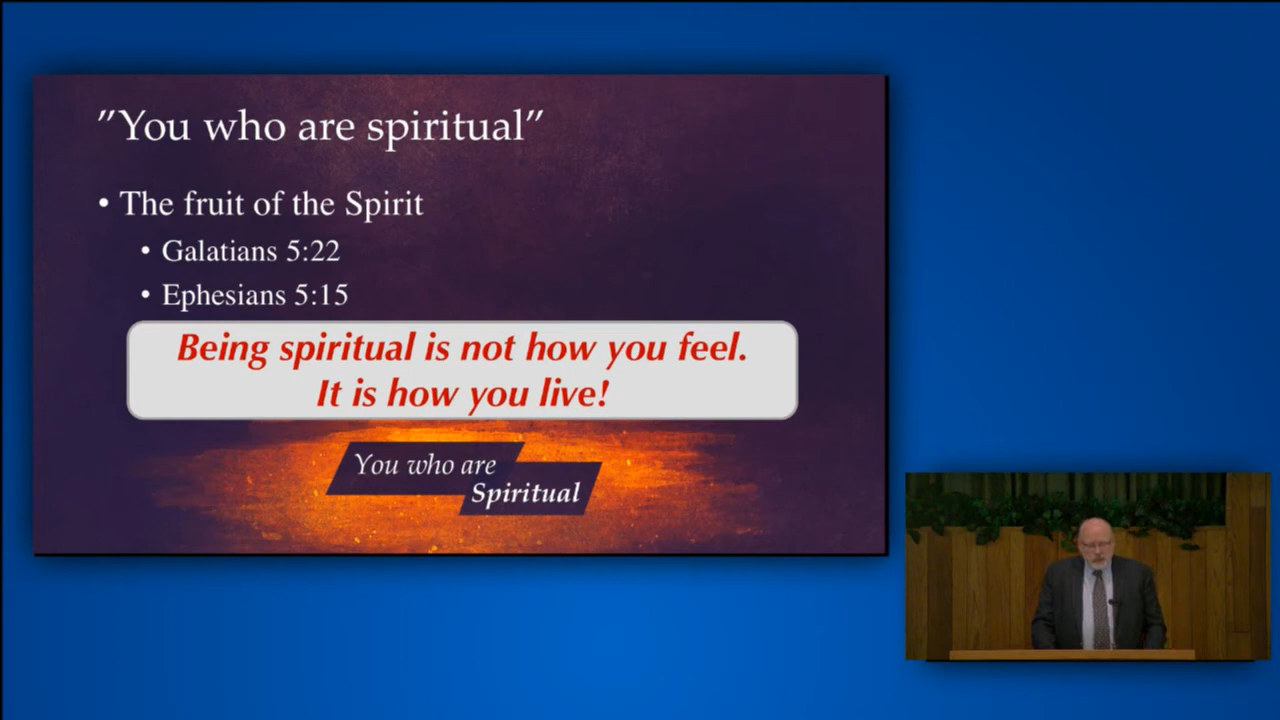 ”You who are spiritual”
• The fruit of the Spirit
• Galatians 5:22
• Ephesians 5:15
Being spiritual is not how you feel.
It is how you live!
You who are
Spiritual